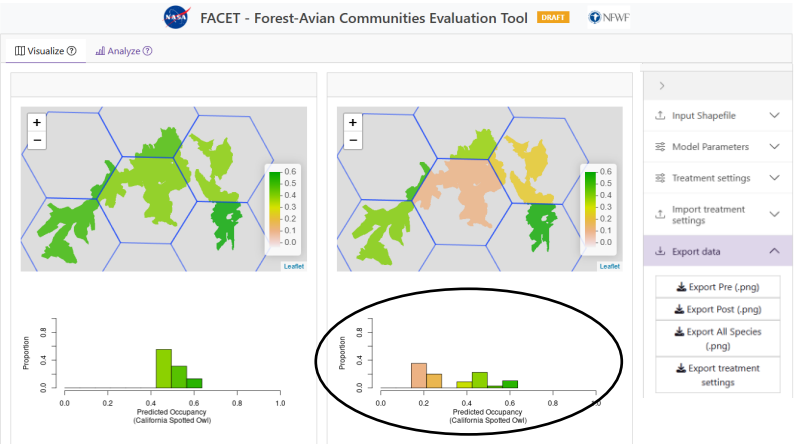 NASA
FACET - Forest-Avian Communities Evaluation Tool
DRAFT
NFWF
Visualize ?
Analyze ?
+
−
0.6
0.5
0.4
0.3
0.2
0.1
0.0
Leaflet
+
−
0.6
0.5
0.4
0.3
0.2
0.1
0.0
Leaflet
Input Shapefile
Model Parameters
Treatment settings
Import treatment
settings
Export data
Export Pre (.png)
Export Post (.png)
Export All Species
(.png)
Export treatment
settings
Proportion
0.8
0.4
0.0
0.0 0.2 0.4 0.6 0.8 1.0
Predicted Occupancy
(California Spotted Owl)
Proportion
0.8
0.4
0.0
0.0 0.2 0.4 0.6 0.8 1.0
Predicted Occupancy
(California Spotted Owl)